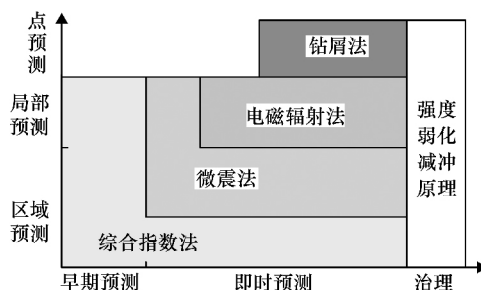 点
预
测
钻屑法
局部
预测
电磁辐射法
强度
弱化
减冲
原理
微震法
区域
预测
综合指数法
早期预测
即时预测
治理